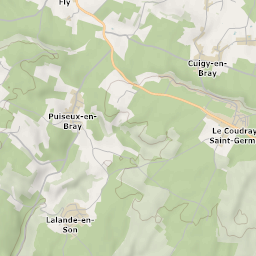 Fly
Cuigy-en-
Bray
Puiseux-en-
Bray
Le Coudray
Saint-Germ
Lalande-en-
Son